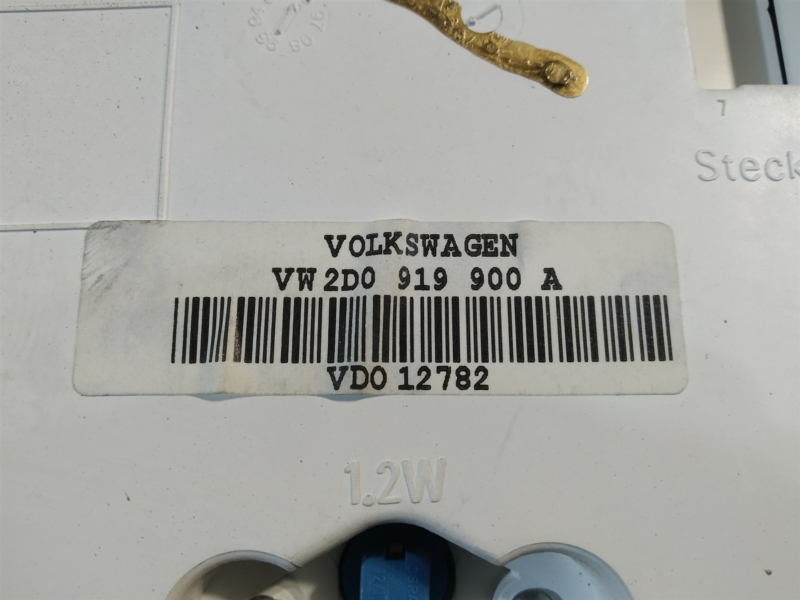 7
Steck
VOLKSWAGEN
VW 2D0 919 900 A
VDO 12782
1.2W